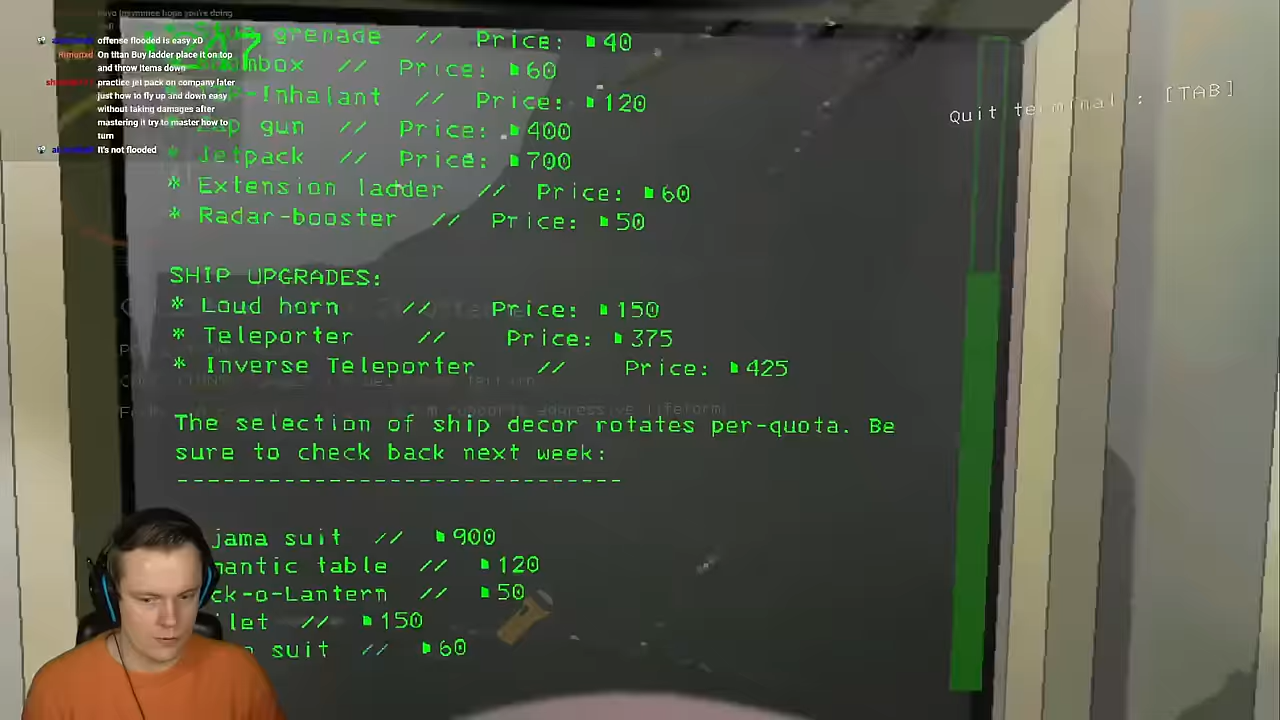 offense flooded is easy xD
On titan Buy ladder place it on top
and throw items down
practice jet pack on company later
just how to fly up and down easy
without taking damages after
mastering it try to master how to
turn
It's not flooded
grenade // Price: 40
mbox // Price: 60
-Inhalant // Price: 120
gun // Price: 400
* Jetpack // Price: 700
* Extension ladder // Price: 60
* Radar-booster // Price: 50
Quit terminal : [TAB]
SHIP UPGRADES:
* Loud horn // Price: 150
* Teleporter // Price: 375
* Inverse Teleporter // Price: 425
The selection of ship decor rotates per-quota. Be
sure to check back next week:
------------------------------
jama suit // 900
mantic table // 120
ck-o-Lantern // 50
ilet // 150
suit // 60